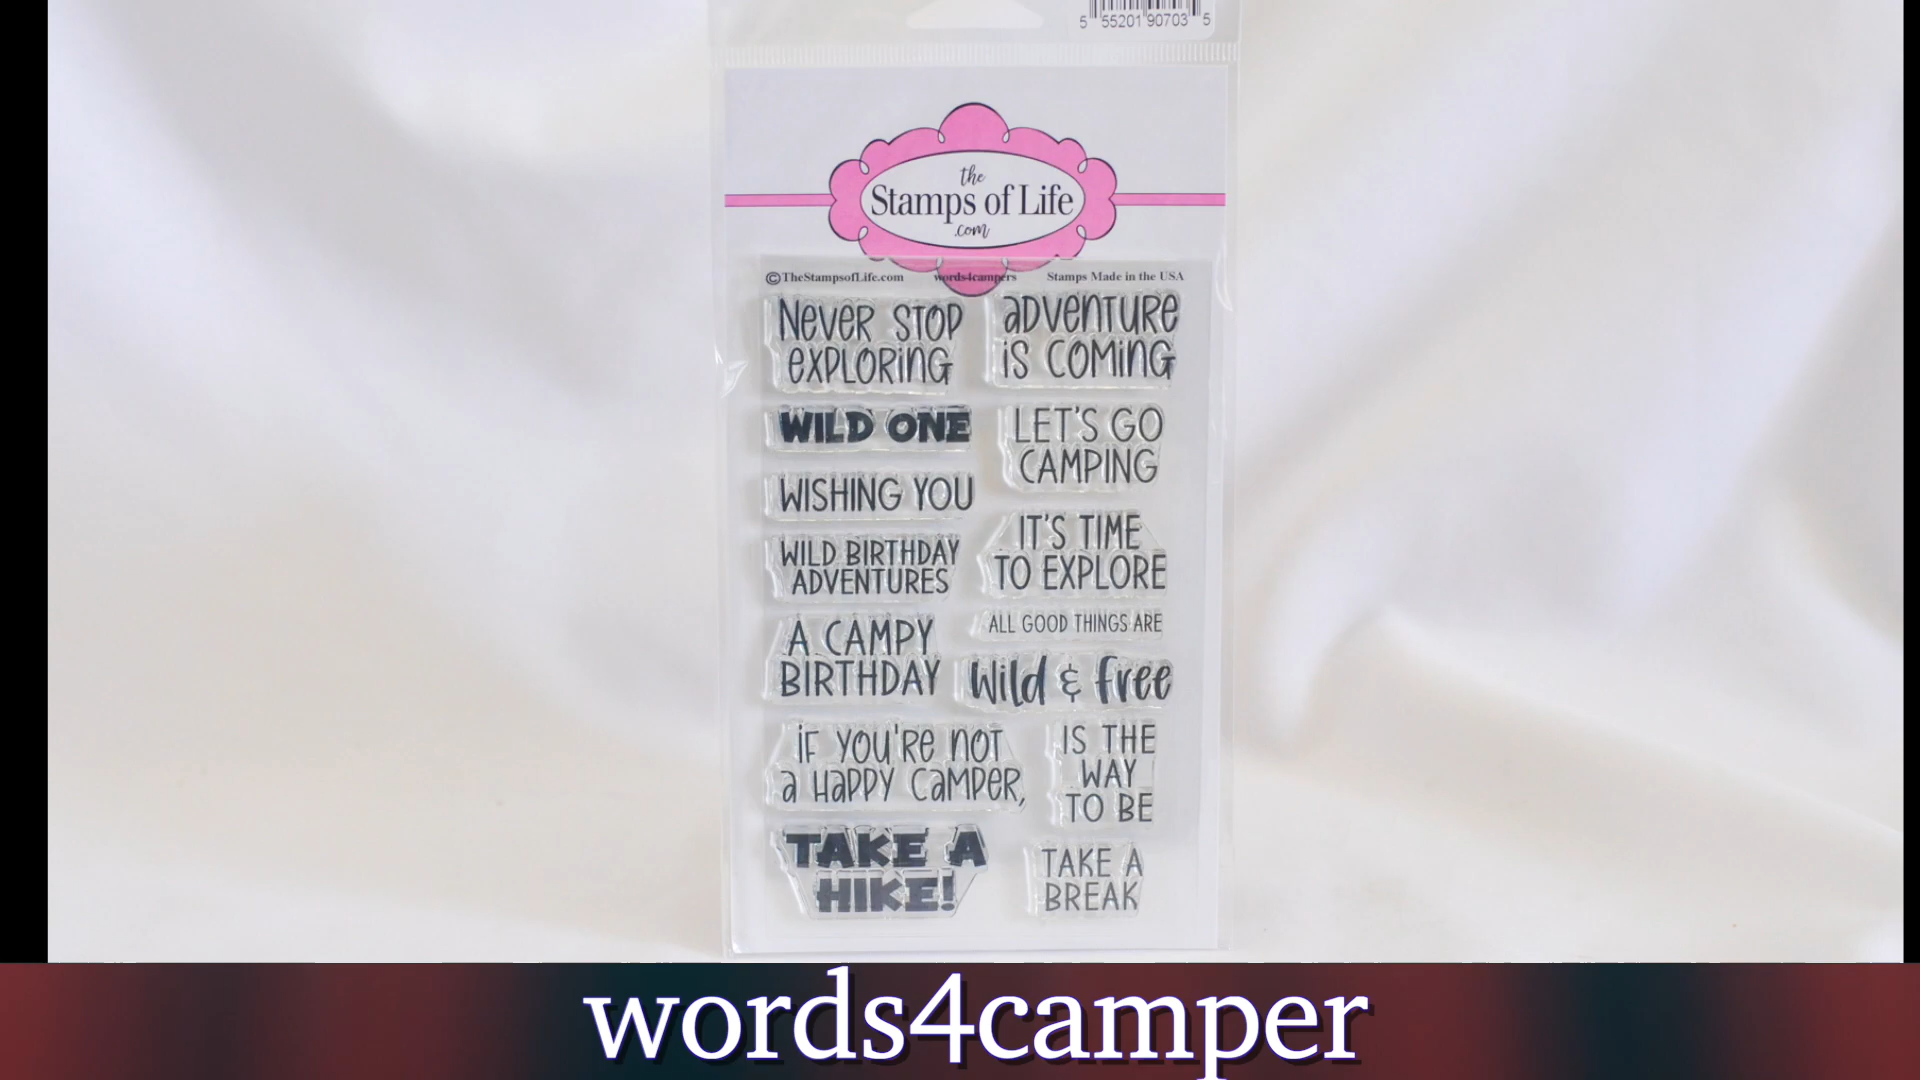 5 55201 90703 5
the
Stamps of Life
.com
©TheStampsofLife.com words4campers Stamps Made in the USA
NEVER STOP
EXPLORING
aDVENTURE
iS COMiNG
WILD ONE
LET'S GO
CAMPING
WISHING YOU
IT'S TIME
TO EXPLORE
WILD BIRTHDAY
ADVENTURES
ALL GOOD THINGS ARE
Wild & free
A CAMPY
BIRTHDAY
iF YOU'RE NOT
a HaPPY CaMPER,
IS THE
WAY
TO BE
TAKE A
HIKE!
TAKE A
BREAK
words4camper